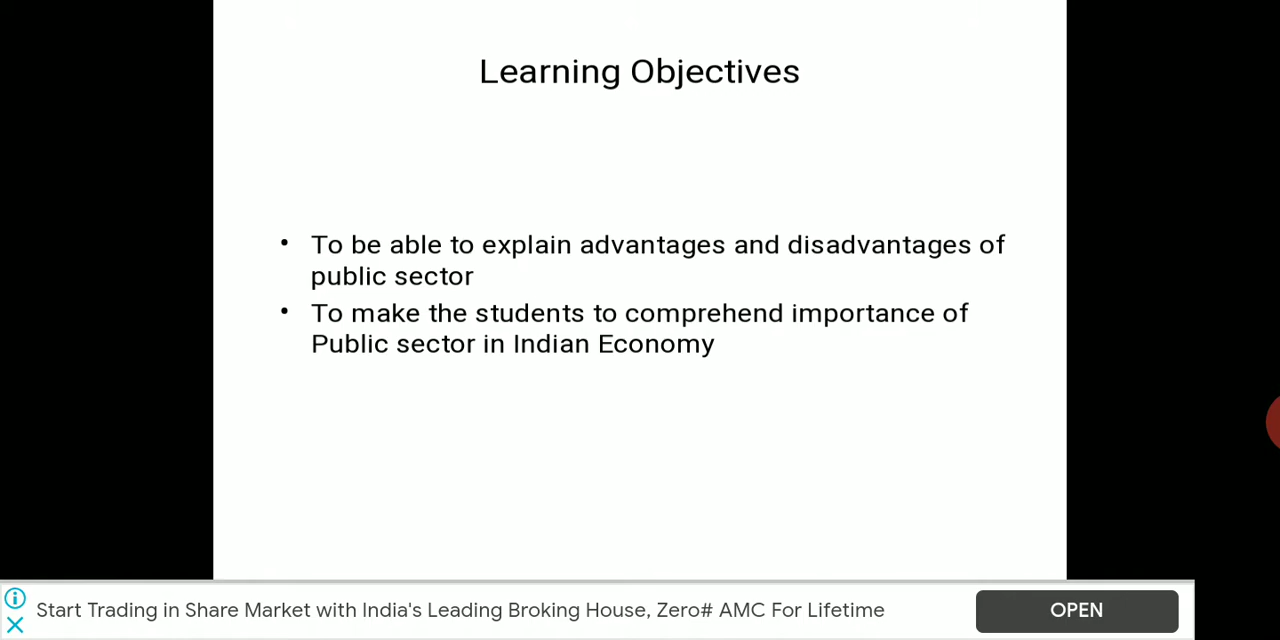 Learning Objectives
• To be able to explain advantages and disadvantages of
public sector
• To make the students to comprehend importance of
Public sector in Indian Economy
Start Trading in Share Market with India's Leading Broking House, Zero# AMC For Lifetime
OPEN